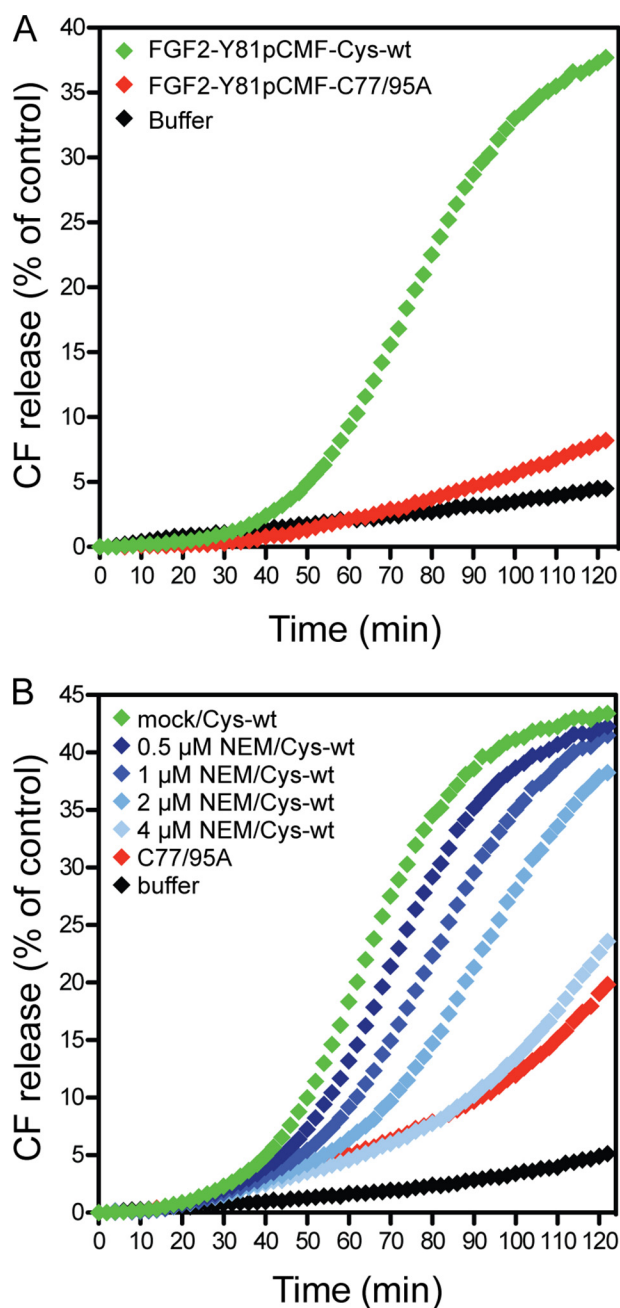 A
40
35
30
25
20
15
10
5
0
CF release (% of control)
FGF2-Y81pCMF-Cys-wt
FGF2-Y81pCMF-C77/95A
Buffer
0 10 20 30 40 50 60 70 80 90 100 110 120
Time (min)
B
45
40
35
30
25
20
15
10
5
0
CF release (% of control)
mock/Cys-wt
0.5 µM NEM/Cys-wt
1 µM NEM/Cys-wt
2 µM NEM/Cys-wt
4 µM NEM/Cys-wt
C77/95A
buffer
0 10 20 30 40 50 60 70 80 90 100 110 120
Time (min)